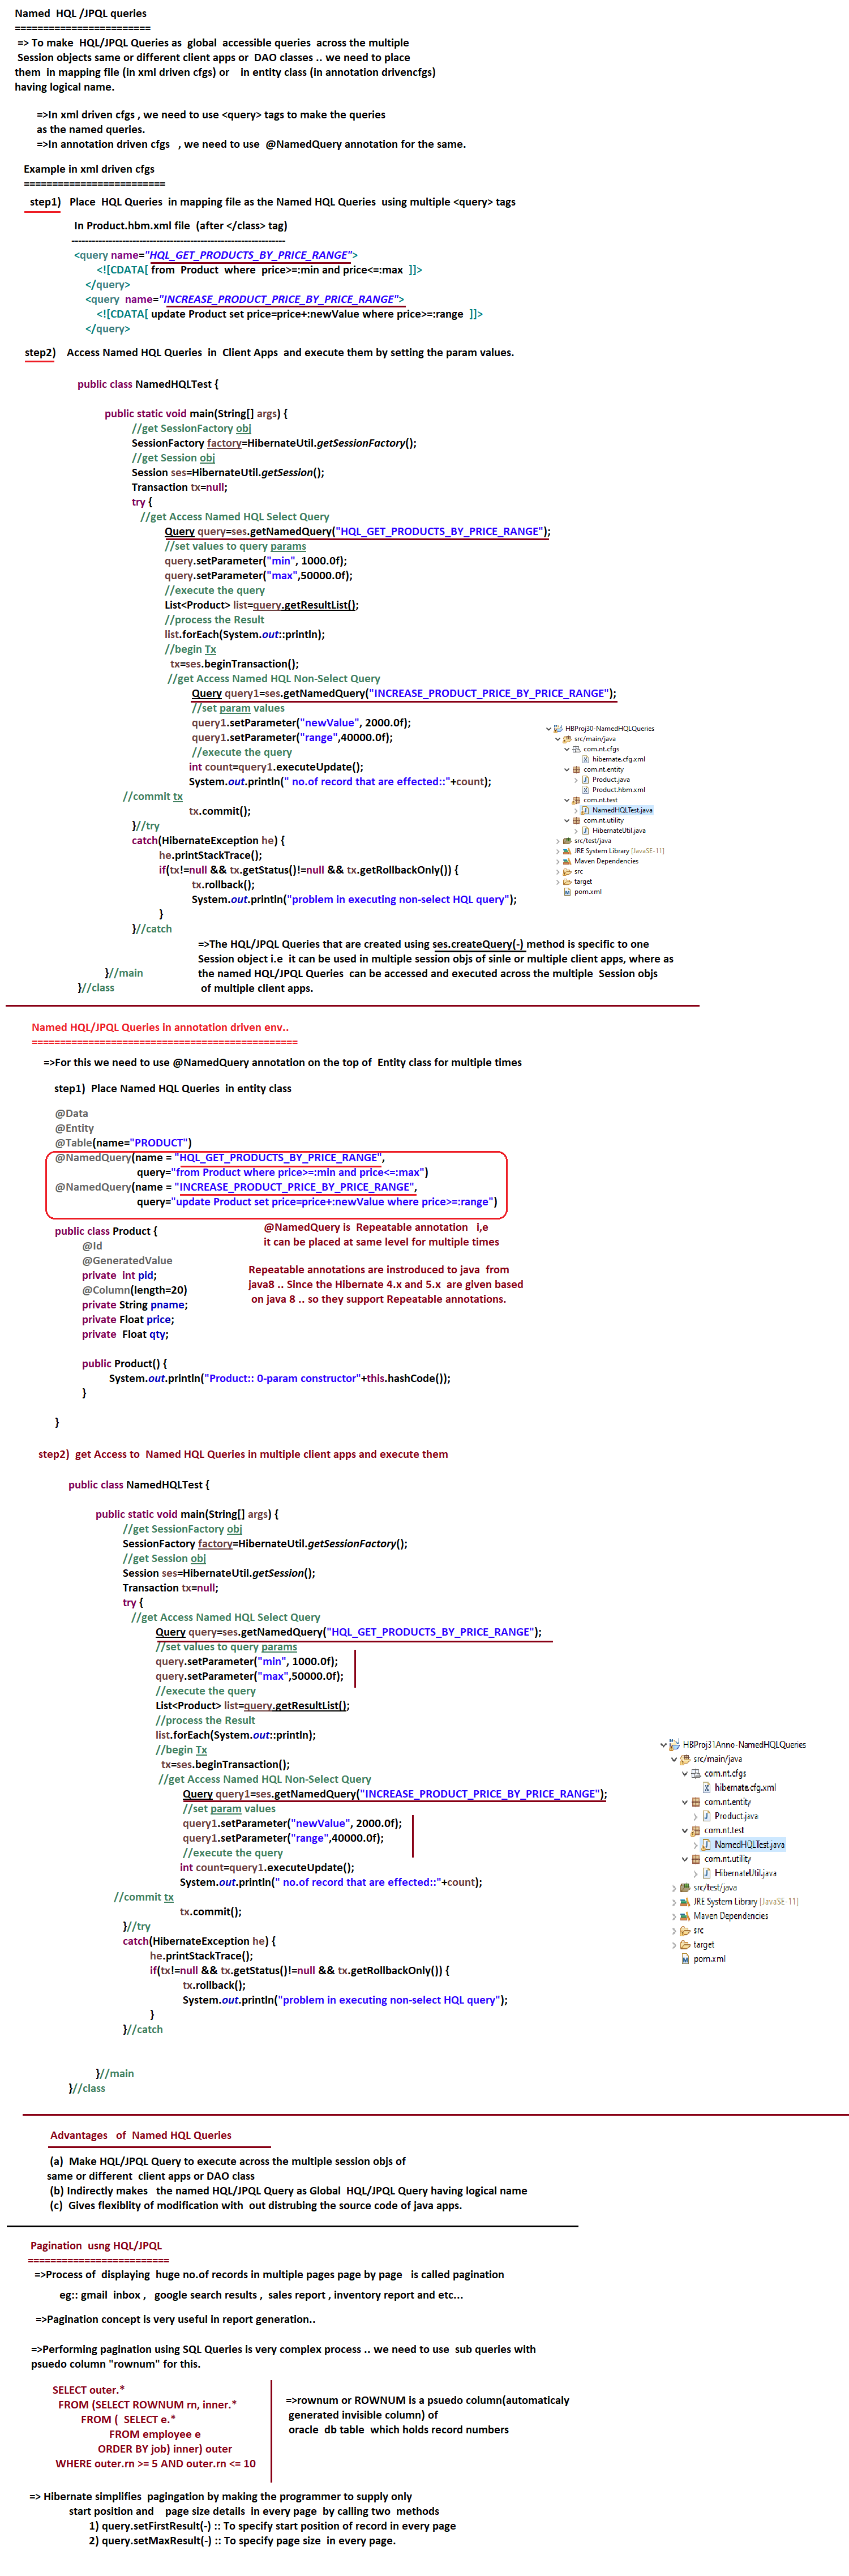 Named  HQL /JPQL queries
========================
=> To make  HQL/JPQL Queries as  global  accessible queries  across the multiple
Session objects same or different client apps or  DAO classes .. we need to place
them  in mapping file (in xml driven cfgs) or    in entity class (in annotation drivencfgs)
having logical name.
=>In xml driven cfgs , we need to use <query> tags to make the queries
as the named queries.
=>In annotation driven cfgs   , we need to use  @NamedQuery annotation for the same.
Example in xml driven cfgs
=========================
step1)   Place  HQL Queries  in mapping file as the Named HQL Queries  using multiple <query> tags
In Product.hbm.xml file  (after </class> tag)
----------------------------------------------------------------
<query name="HQL_GET_PRODUCTS_BY_PRICE_RANGE">
<![CDATA[ from  Product  where  price>=:min and price<=:max  ]]>
</query>
<query  name="INCREASE_PRODUCT_PRICE_BY_PRICE_RANGE">
<![CDATA[ update Product set price=price+:newValue where price>=:range  ]]>
</query>
step2)    Access Named HQL Queries  in  Client Apps  and execute them by setting the param values.
public class NamedHQLTest {
public static void main(String[] args) {
//get SessionFactory obj
SessionFactory factory=HibernateUtil.getSessionFactory();
//get Session obj
Session ses=HibernateUtil.getSession();
Transaction tx=null;
try {
//get Access Named HQL Select Query
Query query=ses.getNamedQuery("HQL_GET_PRODUCTS_BY_PRICE_RANGE");
//set values to query params
query.setParameter("min", 1000.0f);
query.setParameter("max",50000.0f);
//execute the query
List<Product> list=query.getResultList();
//process the Result
list.forEach(System.out::println);
//begin Tx
tx=ses.beginTransaction();
//get Access Named HQL Non-Select Query
Query query1=ses.getNamedQuery("INCREASE_PRODUCT_PRICE_BY_PRICE_RANGE");
//set param values
query1.setParameter("newValue", 2000.0f);
query1.setParameter("range",40000.0f);
//execute the query
int count=query1.executeUpdate();
System.out.println(" no.of record that are effected::"+count);
//commit tx
tx.commit();
}//try
catch(HibernateException he) {
he.printStackTrace();
if(tx!=null && tx.getStatus()!=null && tx.getRollbackOnly()) {
tx.rollback();
System.out.println("problem in executing non-select HQL query");
}
}//catch
}//main
}//class
HBProj30-NamedHQLQueries
src/main/java
com.nt.cfgs
hibernate.cfg.xml
com.nt.entity
Product.java
Product.hbm.xml
com.nt.test
NamedHQLTest.java
com.nt.utility
HibernateUtil.java
src/test/java
JRE System Library [JavaSE-11]
Maven Dependencies
src
target
pom.xml
=>The HQL/JPQL Queries that are created using ses.createQuery(-) method is specific to one
Session object i.e  it can be used in multiple session objs of sinle or multiple client apps, where as
the named HQL/JPQL Queries  can be accessed and executed across the multiple  Session objs
of multiple client apps.
Named HQL/JPQL Queries in annotation driven env..
===============================================
=>For this we need to use @NamedQuery annotation on the top of  Entity class for multiple times
step1)  Place Named HQL Queries  in entity class
@Data
@Entity
@Table(name="PRODUCT")
@NamedQuery(name = "HQL_GET_PRODUCTS_BY_PRICE_RANGE",
query="from Product where price>=:min and price<=:max")
@NamedQuery(name = "INCREASE_PRODUCT_PRICE_BY_PRICE_RANGE",
query="update Product set price=price+:newValue where price>=:range")
public class Product {
@Id
@GeneratedValue
private  int pid;
@Column(length=20)
private String pname;
private Float price;
private  Float qty;
public Product() {
System.out.println("Product:: 0-param constructor"+this.hashCode());
}
}
@NamedQuery is  Repeatable annotation   i,e
it can be placed at same level for multiple times
Repeatable annotations are instroduced to java  from
java8 .. Since the Hibernate 4.x and 5.x  are given based
on java 8 .. so they support Repeatable annotations.
step2)  get Access to  Named HQL Queries in multiple client apps and execute them
public class NamedHQLTest {
public static void main(String[] args) {
//get SessionFactory obj
SessionFactory factory=HibernateUtil.getSessionFactory();
//get Session obj
Session ses=HibernateUtil.getSession();
Transaction tx=null;
try {
//get Access Named HQL Select Query
Query query=ses.getNamedQuery("HQL_GET_PRODUCTS_BY_PRICE_RANGE");
//set values to query params
query.setParameter("min", 1000.0f);
query.setParameter("max",50000.0f);
//execute the query
List<Product> list=query.getResultList();
//process the Result
list.forEach(System.out::println);
//begin Tx
tx=ses.beginTransaction();
//get Access Named HQL Non-Select Query
Query query1=ses.getNamedQuery("INCREASE_PRODUCT_PRICE_BY_PRICE_RANGE");
//set param values
query1.setParameter("newValue", 2000.0f);
query1.setParameter("range",40000.0f);
//execute the query
int count=query1.executeUpdate();
System.out.println(" no.of record that are effected::"+count);
//commit tx
tx.commit();
}//try
catch(HibernateException he) {
he.printStackTrace();
if(tx!=null && tx.getStatus()!=null && tx.getRollbackOnly()) {
tx.rollback();
System.out.println("problem in executing non-select HQL query");
}
}//catch
}//main
}//class
HBProj31Anno-NamedHQLQueries
src/main/java
com.nt.cfgs
hibernate.cfg.xml
com.nt.entity
Product.java
com.nt.test
NamedHQLTest.java
com.nt.utility
HibernateUtil.java
src/test/java
JRE System Library [JavaSE-11]
Maven Dependencies
src
target
pom.xml
Advantages   of  Named HQL Queries
(a)  Make HQL/JPQL Query to execute across the multiple session objs of
same or different  client apps or DAO class
(b) Indirectly makes   the named HQL/JPQL Query as Global  HQL/JPQL Query having logical name
(c)  Gives flexiblity of modification with  out distrubing the source code of java apps.
Pagination  usng HQL/JPQL
=========================
=>Process of  displaying  huge no.of records in multiple pages page by page   is called pagination
eg:: gmail  inbox ,   google search results ,  sales report , inventory report and etc...
=>Pagination concept is very useful in report generation..
=>Performing pagination using SQL Queries is very complex process .. we need to use  sub queries with
psuedo column "rownum" for this.
SELECT outer.*
FROM (SELECT ROWNUM rn, inner.*
FROM (  SELECT e.*
FROM employee e
ORDER BY job) inner) outer
WHERE outer.rn >= 5 AND outer.rn <= 10
=>rownum or ROWNUM is a psuedo column(automaticaly
generated invisible column) of
oracle  db table  which holds record numbers
=> Hibernate simplifies  pagingation by making the programmer to supply only
start position and    page size details  in every page  by calling two  methods
1) query.setFirstResult(-) :: To specify start position of record in every page
2) query.setMaxResult(-) :: To specify page size  in every page.